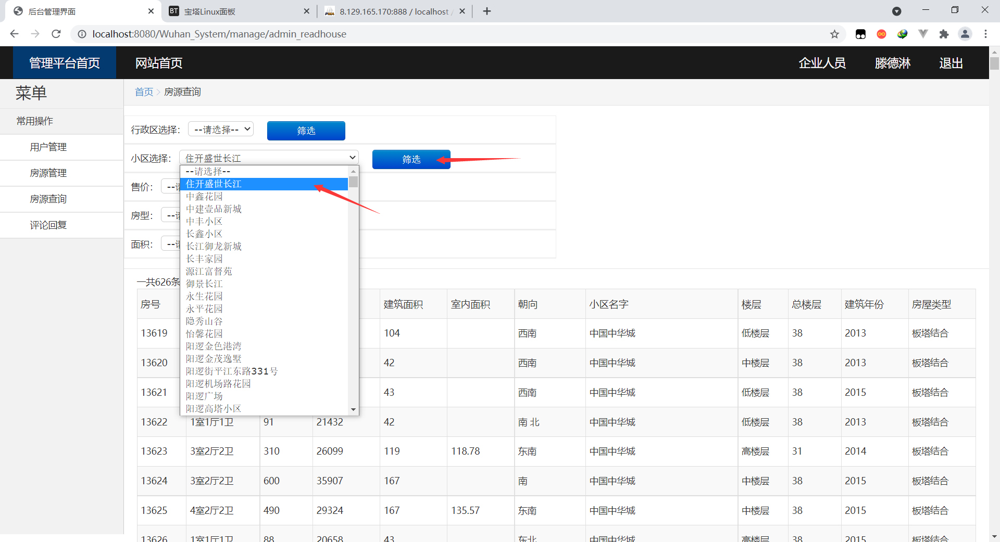 后台管理界面
宝塔Linux面板
8.129.165.170:888 / localhost /
localhost:8080/Wuhan_System/manage/admin_readhouse
管理平台首页 网站首页 企业人员 滕德淋 退出
菜单
常用操作
用户管理
房源管理
房源查询
评论回复
首页 > 房源查询
行政区选择: --请选择-- 筛选
小区选择: 住开盛世长江 筛选
售价: --请
房型: --请
面积: --请
--请选择--
住开盛世长江
中鑫花园
中建壹品新城
中丰小区
长鑫小区
长江御龙新城
长丰家园
源江富督苑
御景长江
永生花园
永平花园
隐秀山谷
怡馨花园
阳逻金色港湾
阳逻金茂逸墅
阳逻街平江东路331号
阳逻机场路花园
阳逻广场
阳逻高塔小区
一共626条
房号 建筑面积 室内面积 朝向 小区名字 楼层 总楼层 建筑年份 房屋类型
13619 104 西南 中国中华城 低楼层 38 2013 板塔结合
13620 42 西南 中国中华城 中楼层 38 2013 板塔结合
13621 43 西南 中国中华城 低楼层 38 2015 板塔结合
13622 1室1厅1卫 91 21432 42 南 北 中国中华城 低楼层 38 2013 板塔结合
13623 3室2厅2卫 310 26099 119 118.78 东南 中国中华城 高楼层 31 2014 板塔结合
13624 3室2厅2卫 600 35907 167 南 中国中华城 中楼层 38 2015 板塔结合
13625 4室2厅2卫 490 29324 167 135.57 东南 中国中华城 中楼层 38 2015 板塔结合
13626 1室1厅1卫 88 20658 43 东北 中国中华城 高楼层 38 2015 板塔结合